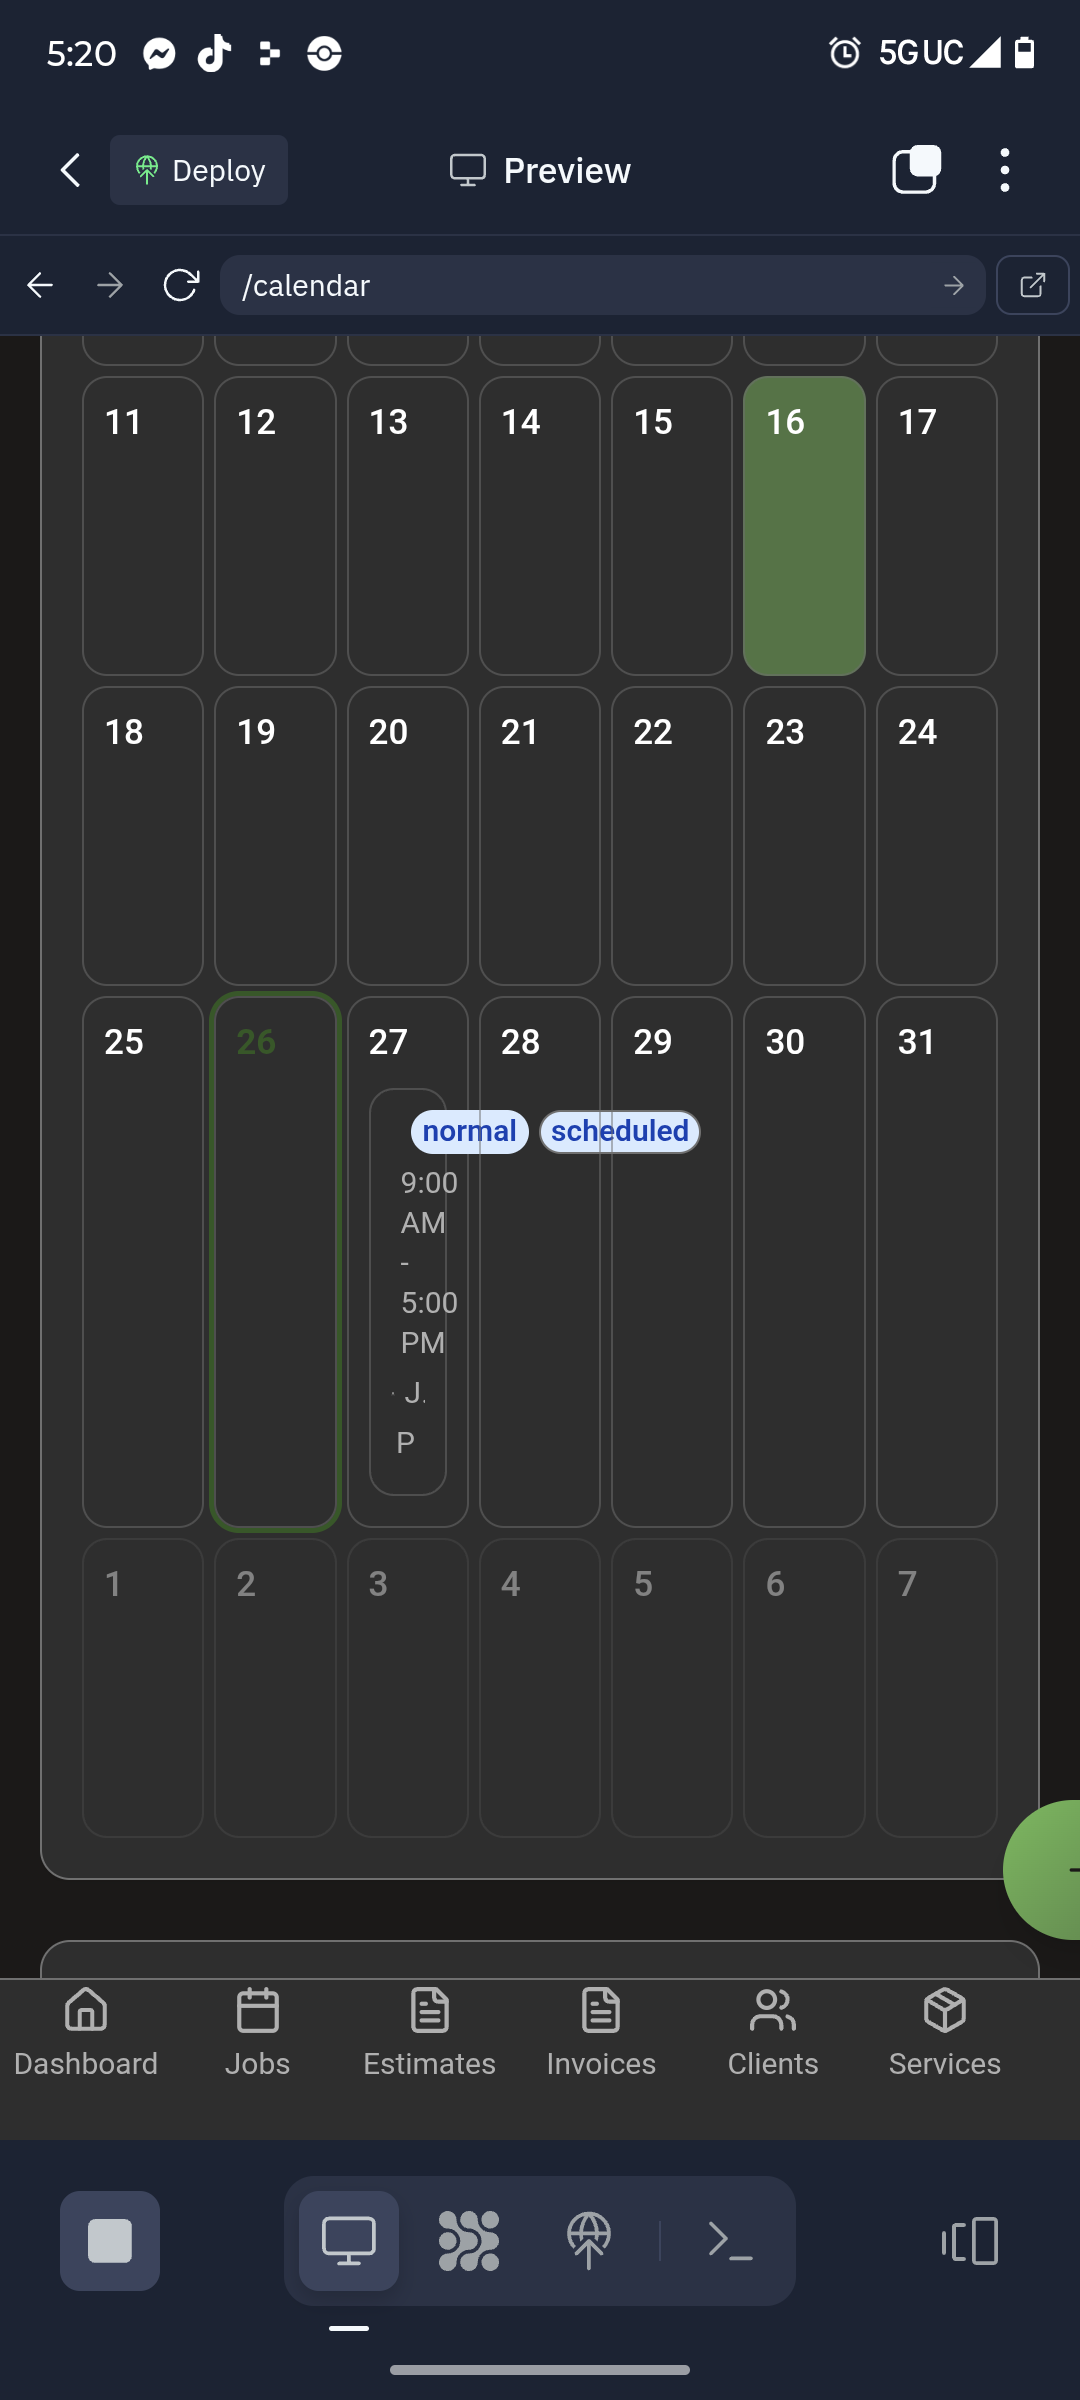 5:20
5G UC
Deploy
Preview
/calendar
11 12 13 14 15 16 17
18 19 20 21 22 23 24
25 26 27 28 29 30 31
normal scheduled
9:00
AM
-
5:00
PM
· J.
P
1 2 3 4 5 6 7
Dashboard Jobs Estimates Invoices Clients Services